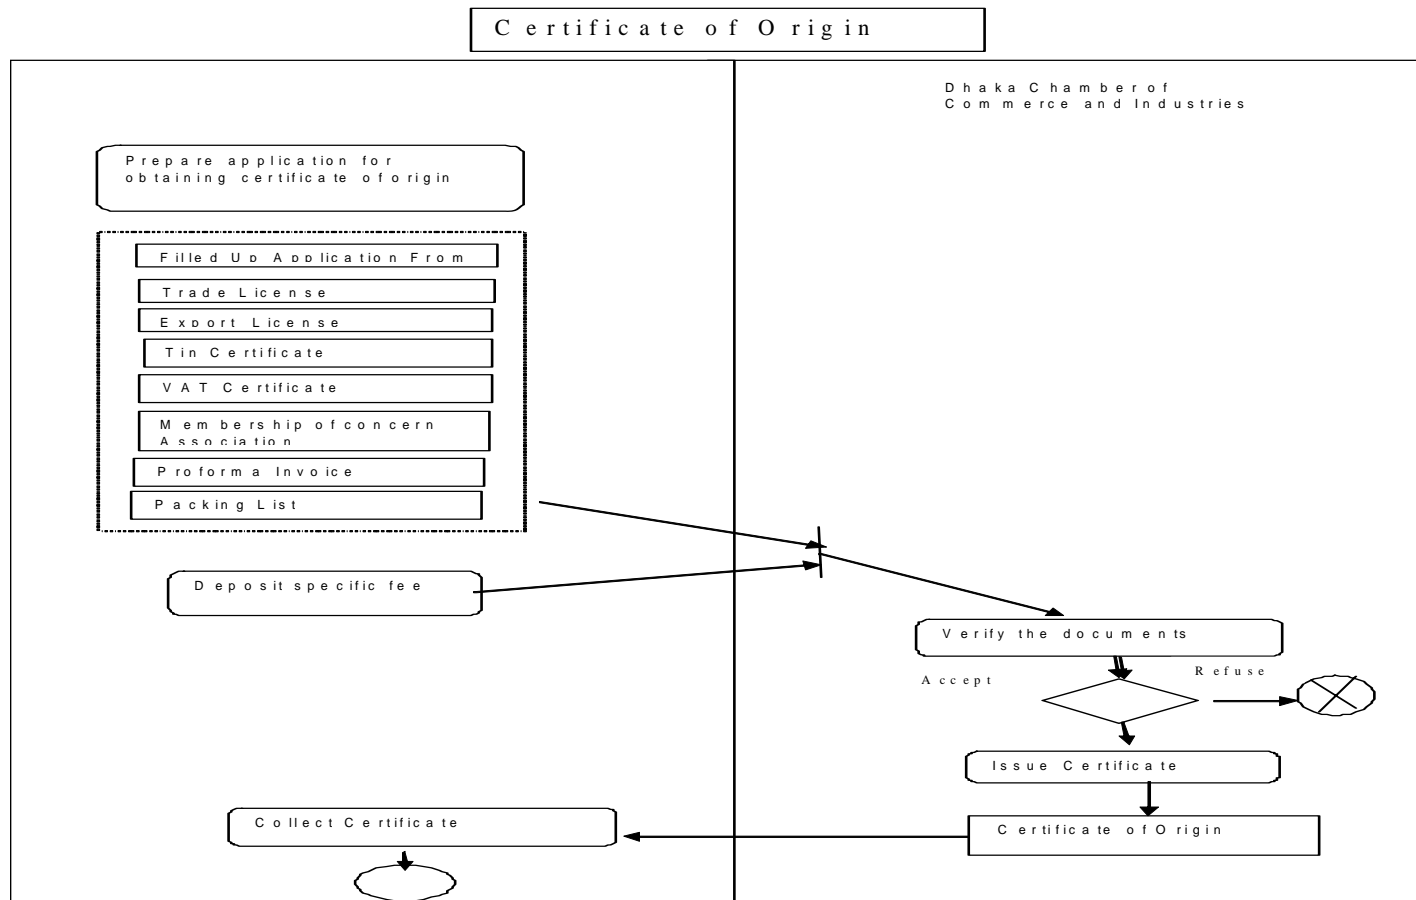 Certificate of Origin
Dhaka Chamber of
Commerce and Industries
Prepare application for
obtaining certificate of origin
Filled Up Application From
Trade License
Export License
Tin Certificate
VAT Certificate
Membership of concern
Association
Proforma Invoice
Packing List
Deposit specific fee
Verify the documents
Accept
Refuse
Issue Certificate
Collect Certificate
Certificate of Origin